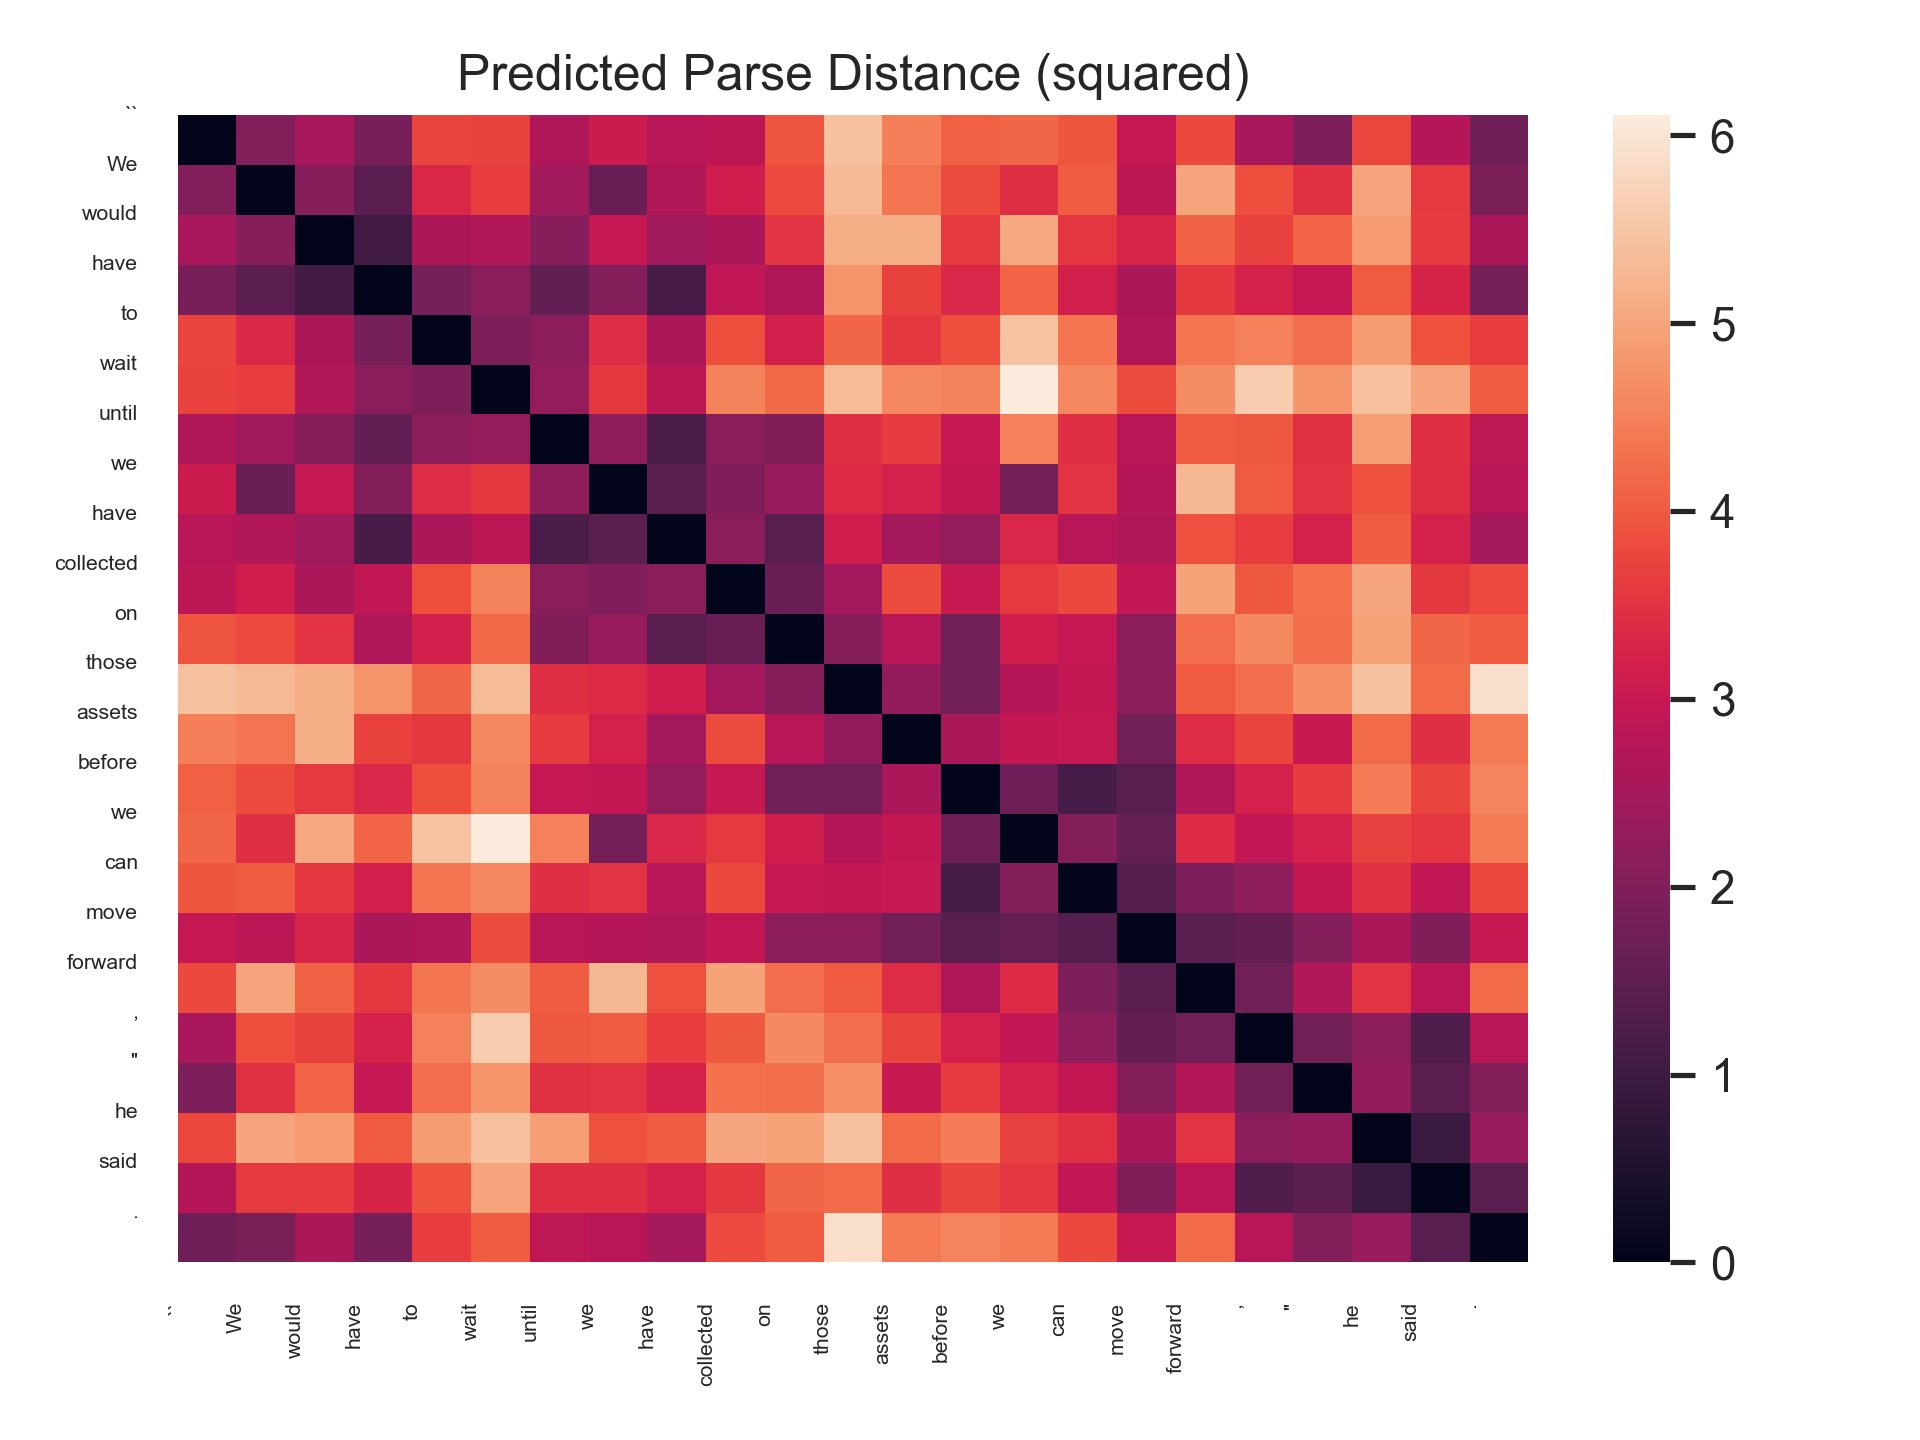 Predicted Parse Distance (squared)
``
We
would
have
to
wait
until
we
have
collected
on
those
assets
before
we
can
move
forward
,
"
he
said
.
6
5
4
3
2
1
0
`` We would have to wait until we have collected on those assets before we can move forward , " he said .